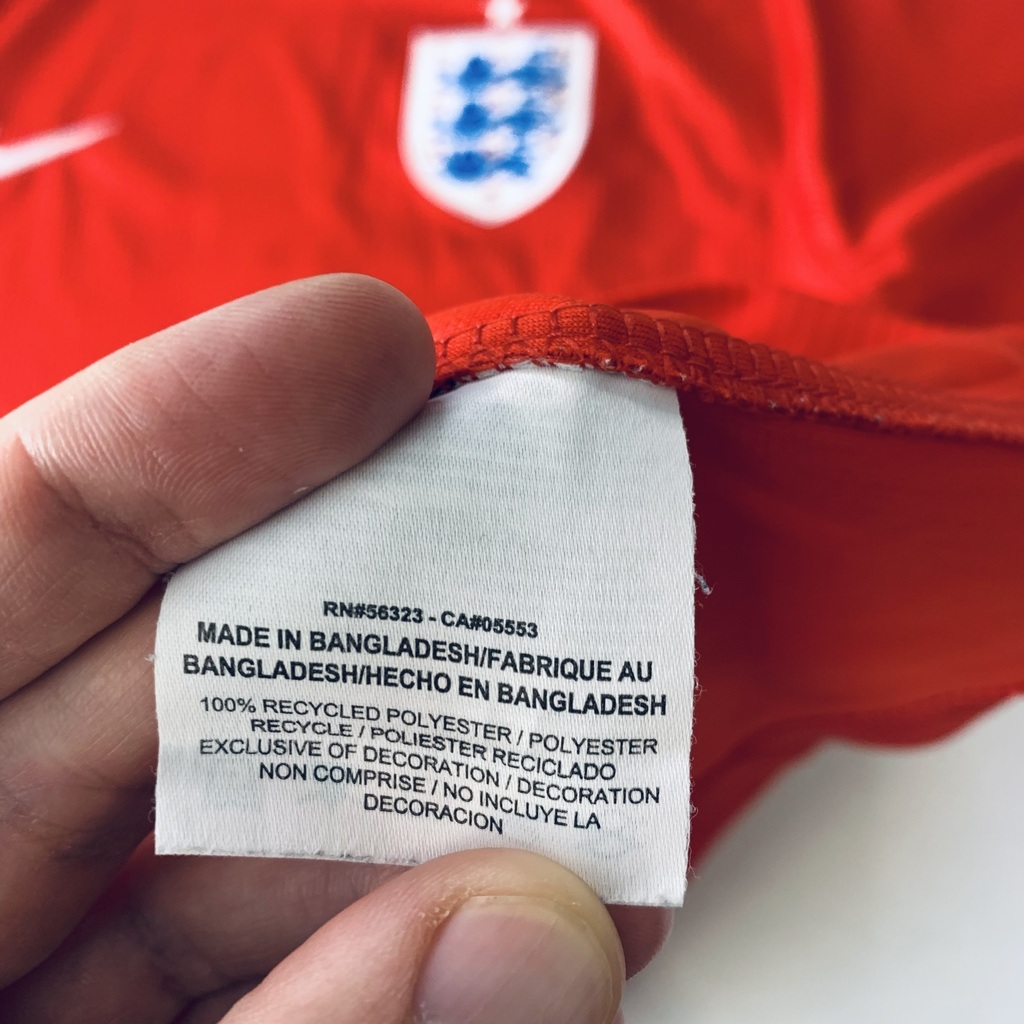 RN#56323 - CA#05553
MADE IN BANGLADESH/FABRIQUE AU
BANGLADESH/HECHO EN BANGLADESH
100% RECYCLED POLYESTER / POLYESTER
RECYCLE / POLIESTER RECICLADO
EXCLUSIVE OF DECORATION / DECORATION
NON COMPRISE / NO INCLUYE LA
DECORACION